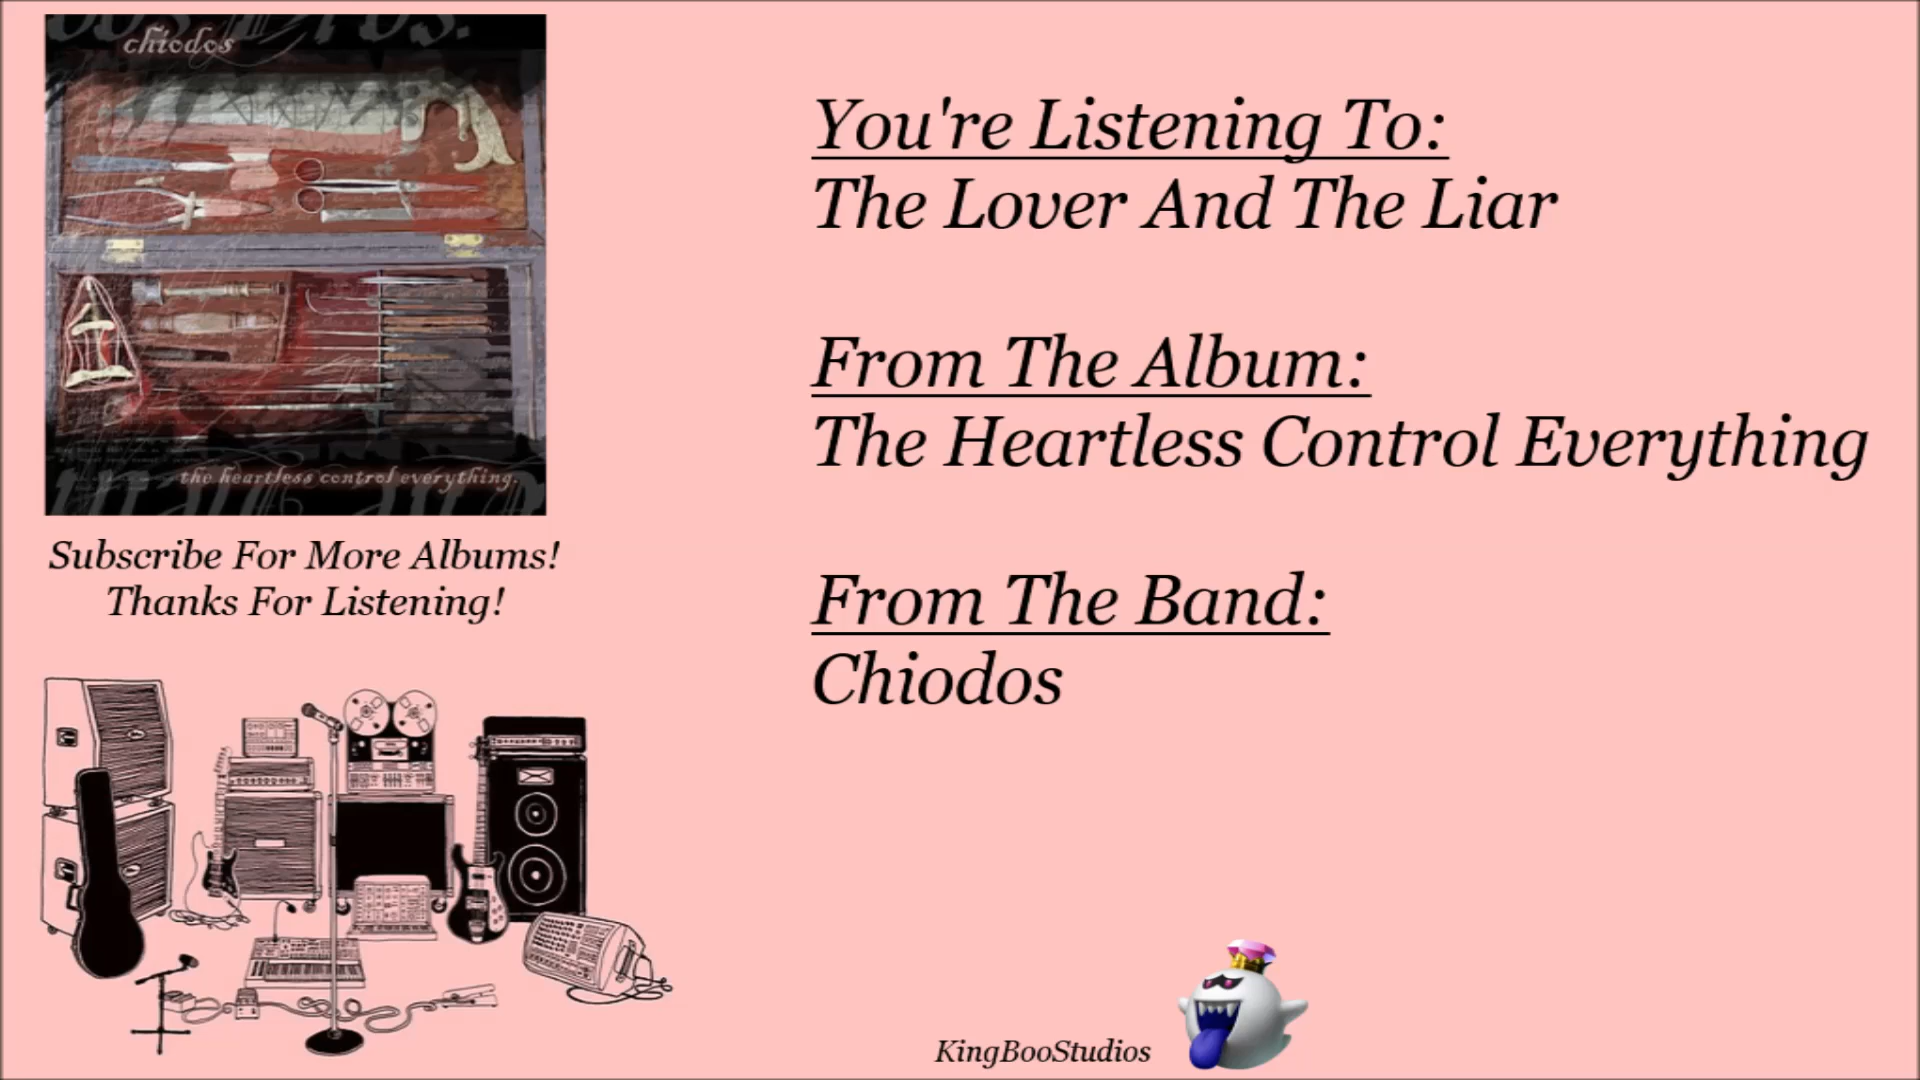 chiodos
the heartless control everything.
Subscribe For More Albums!
Thanks For Listening!
You're Listening To:
The Lover And The Liar
From The Album:
The Heartless Control Everything
From The Band:
Chiodos
KingBooStudios